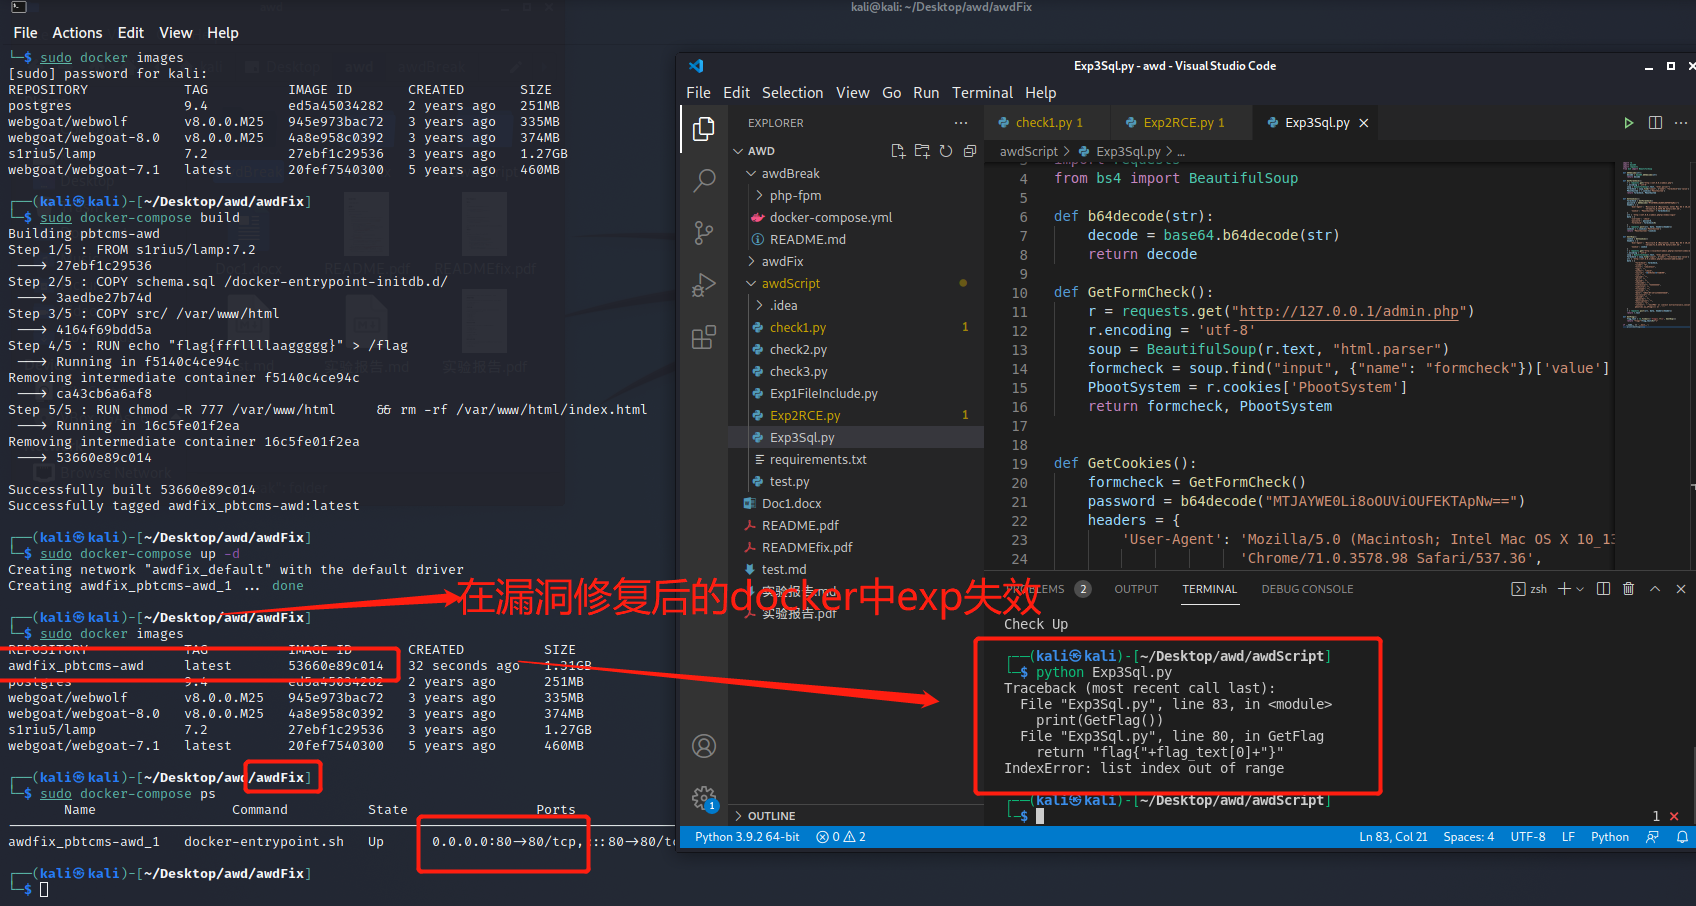 kali@kali: ~/Desktop/awd/awdFix
File Actions Edit View Help
└─$ sudo docker images
[sudo] password for kali:
REPOSITORY TAG IMAGE ID CREATED SIZE
postgres 9.4 ed5a45034282 2 years ago 251MB
webgoat/webwolf v8.0.0.M25 945e973bac72 3 years ago 335MB
webgoat/webgoat-8.0 v8.0.0.M25 4a8e958c0392 3 years ago 374MB
s1riu5/lamp 7.2 27ebf1c29536 3 years ago 1.27GB
webgoat/webgoat-7.1 latest 20fef7540300 5 years ago 460MB
┌──(kali㉿kali)-[~/Desktop/awd/awdFix]
└─$ sudo docker-compose build
Building pbtcms-awd
Step 1/5 : FROM s1riu5/lamp:7.2
---> 27ebf1c29536
Step 2/5 : COPY schema.sql /docker-entrypoint-initdb.d/
---> 3aedbe27b74d
Step 3/5 : COPY src/ /var/www/html
---> 4164f69bdd5a
Step 4/5 : RUN echo "flag{fffllllaaggggg}" > /flag
---> Running in f5140c4ce94c
Removing intermediate container f5140c4ce94c
---> ca43cb6a6af8
Step 5/5 : RUN chmod -R 777 /var/www/html && rm -rf /var/www/html/index.html
---> Running in 16c5fe01f2ea
Removing intermediate container 16c5fe01f2ea
---> 53660e89c014
Successfully built 53660e89c014
Successfully tagged awdfix_pbtcms-awd:latest
┌──(kali㉿kali)-[~/Desktop/awd/awdFix]
└─$ sudo docker-compose up -d
Creating network "awdfix_default" with the default driver
Creating awdfix_pbtcms-awd_1 ... done
┌──(kali㉿kali)-[~/Desktop/awd/awdFix]
└─$ sudo docker images
REPOSITORY TAG IMAGE ID CREATED SIZE
awdfix_pbtcms-awd latest 53660e89c014 32 seconds ago 1.31GB
postgres 9.4 ed5a45034282 2 years ago 251MB
webgoat/webwolf v8.0.0.M25 945e973bac72 3 years ago 335MB
webgoat/webgoat-8.0 v8.0.0.M25 4a8e958c0392 3 years ago 374MB
s1riu5/lamp 7.2 27ebf1c29536 3 years ago 1.27GB
webgoat/webgoat-7.1 latest 20fef7540300 5 years ago 460MB
┌──(kali㉿kali)-[~/Desktop/awd/awdFix]
└─$ sudo docker-compose ps
Name Command State Ports
awdfix_pbtcms-awd_1 docker-entrypoint.sh Up 0.0.0.0:80->80/tcp,:::80->80/tc
┌──(kali㉿kali)-[~/Desktop/awd/awdFix]
└─$
在漏洞修复后的docker中exp失效
Exp3Sql.py - awd - Visual Studio Code
File Edit Selection View Go Run Terminal Help
EXPLORER
AWD
awdBreak
php-fpm
docker-compose.yml
README.md
awdFix
awdScript
.idea
check1.py 1
check2.py
check3.py
Exp1FileInclude.py
Exp2RCE.py 1
Exp3Sql.py
requirements.txt
test.py
Doc1.docx
README.pdf
READMEfix.pdf
test.md
实验报告.md
实验报告.pdf
OUTLINE
check1.py 1 Exp2RCE.py 1 Exp3Sql.py
awdScript > Exp3Sql.py > ...
3 import requests
4 from bs4 import BeautifulSoup
5
6 def b64decode(str):
7 decode = base64.b64decode(str)
8 return decode
9
10 def GetFormCheck():
11 r = requests.get("http://127.0.0.1/admin.php")
12 r.encoding = 'utf-8'
13 soup = BeautifulSoup(r.text, "html.parser")
14 formcheck = soup.find("input", {"name": "formcheck"})['value']
15 PbootSystem = r.cookies['PbootSystem']
16 return formcheck, PbootSystem
17
18
19 def GetCookies():
20 formcheck = GetFormCheck()
21 password = b64decode("MTJAYWE0Li8oOUViOUFEKTApNw==")
22 headers = {
23 'User-Agent': 'Mozilla/5.0 (Macintosh; Intel Mac OS X 10_13
24 'Chrome/71.0.3578.98 Safari/537.36',
PROBLEMS 2 OUTPUT TERMINAL DEBUG CONSOLE zsh
Check Up
┌──(kali㉿kali)-[~/Desktop/awd/awdScript]
└─$ python Exp3Sql.py
Traceback (most recent call last):
File "Exp3Sql.py", line 83, in <module>
print(GetFlag())
File "Exp3Sql.py", line 80, in GetFlag
return "flag{"+flag_text[0]+"}"
IndexError: list index out of range
┌──(kali㉿kali)-[~/Desktop/awd/awdScript]
└─$
1
1
Python 3.9.2 64-bit 0 2 Ln 83, Col 21 Spaces: 4 UTF-8 LF Python